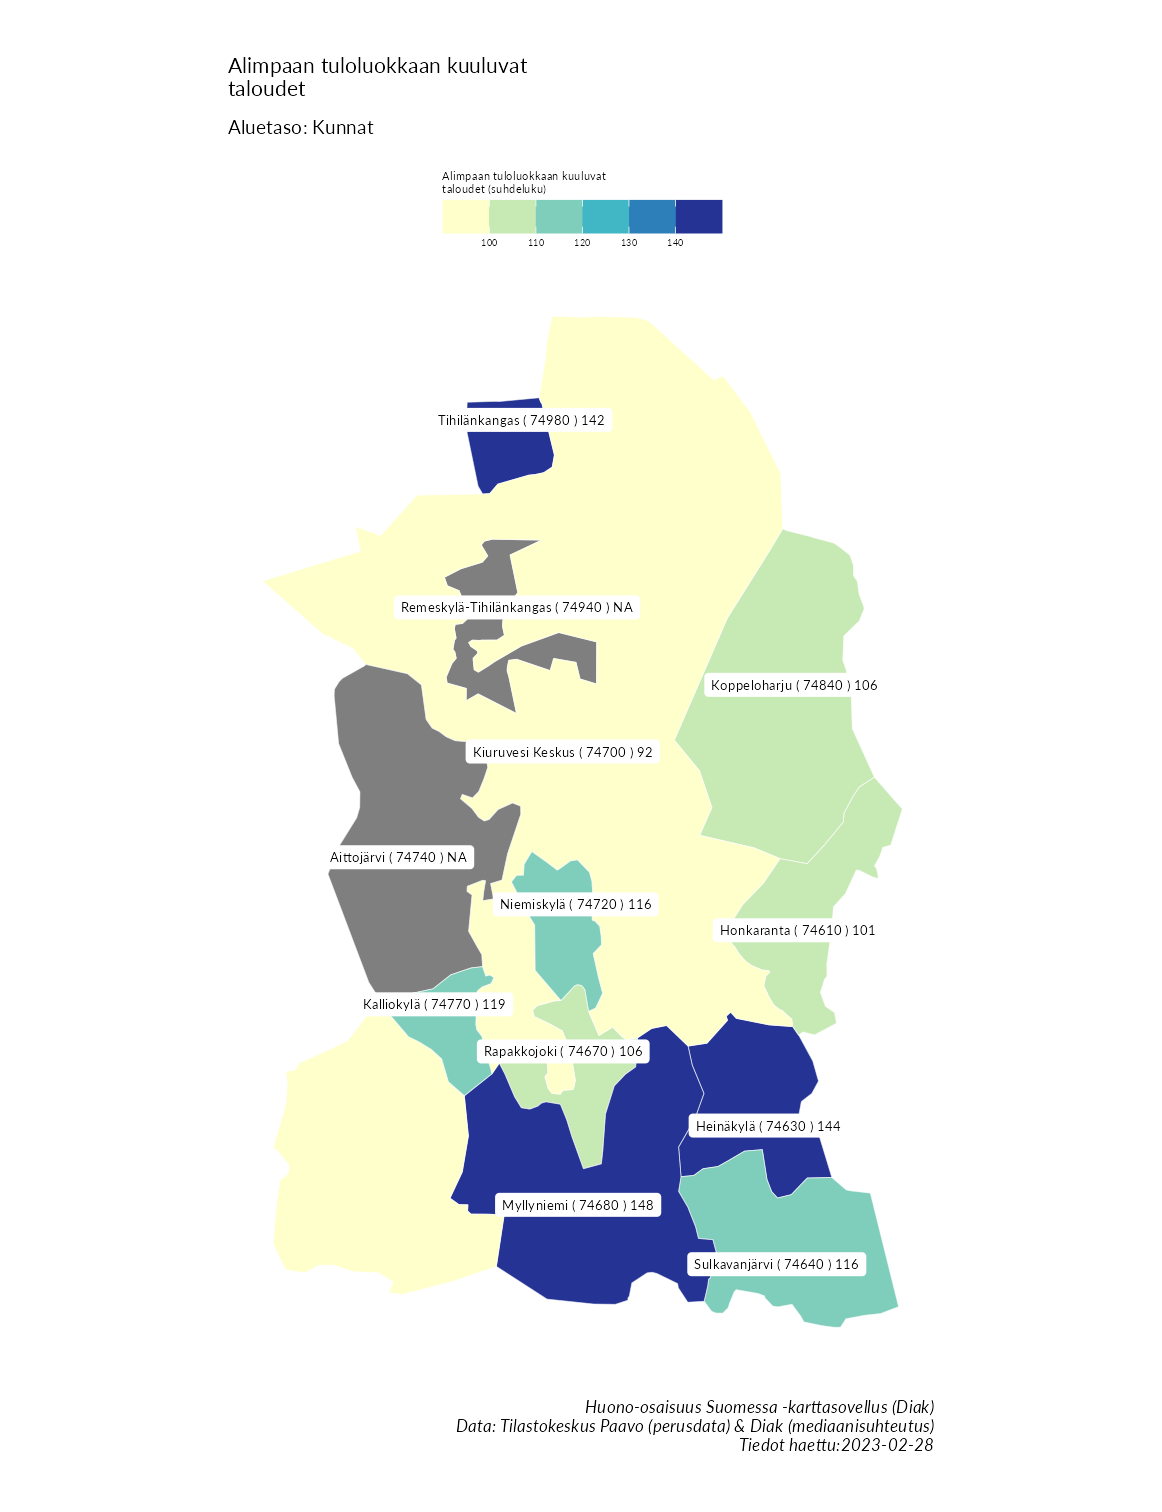 Alimpaan tuloluokkaan kuuluvat
taloudet
Aluetaso: Kunnat
Alimpaan tuloluokkaan kuuluvat
taloudet (suhdeluku)
100 110 120 130 140
Tihilänkangas ( 74980 ) 142
Remeskylä-Tihilänkangas ( 74940 ) NA
Koppeloharju ( 74840 ) 106
Kiuruvesi Keskus ( 74700 ) 92
Aittojärvi ( 74740 ) NA
Niemiskylä ( 74720 ) 116
Honkaranta ( 74610 ) 101
Kalliokylä ( 74770 ) 119
Rapakkojoki ( 74670 ) 106
Heinäkylä ( 74630 ) 144
Myllyniemi ( 74680 ) 148
Sulkavanjärvi ( 74640 ) 116
Huono-osaisuus Suomessa -karttasovellus (Diak)
Data: Tilastokeskus Paavo (perusdata) & Diak (mediaanisuhteutus)
Tiedot haettu:2023-02-28